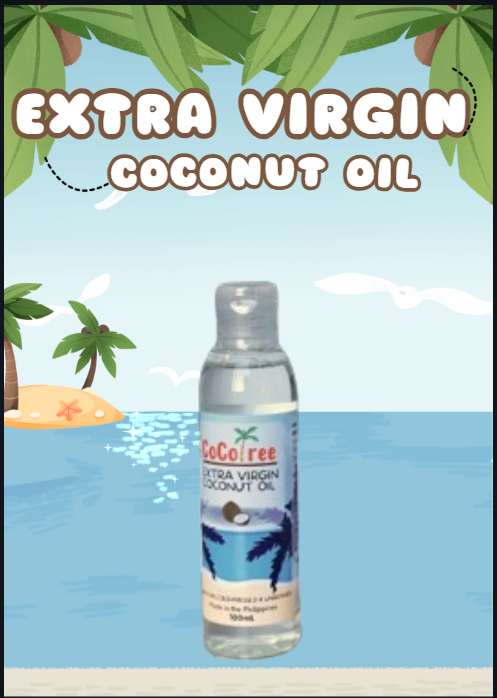 EXTRA VIRGIN
COCONUT OIL
CoCoTree
EXTRA VIRGIN
COCONUT OIL
Made in the Philippines
100mL